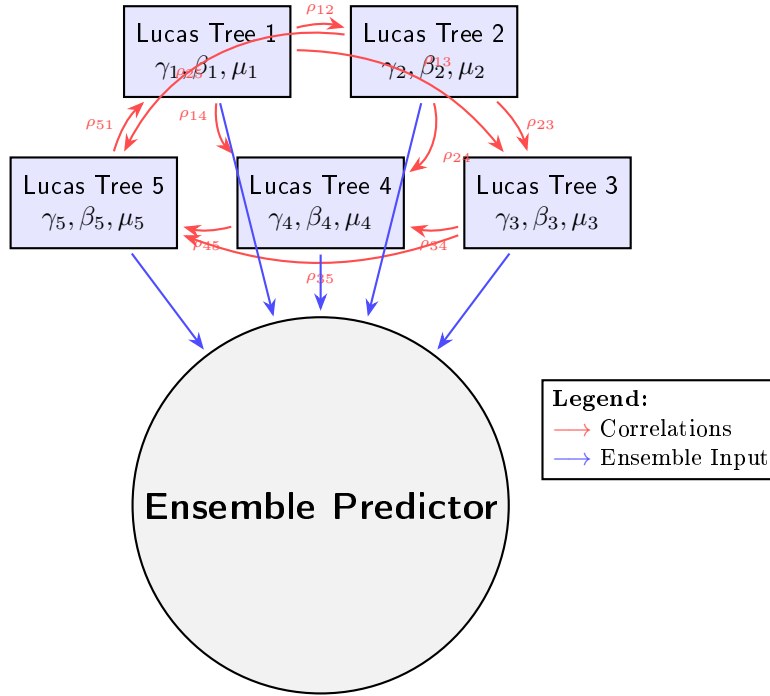 ρ₁₂
Lucas Tree 1
γ₁, β₁, μ₁
Lucas Tree 2
γ₂, β₂, μ₂
ρ₁₃
ρ₂₅
ρ₅₁
ρ₁₄
ρ₂₃
ρ₂₄
Lucas Tree 5
γ₅, β₅, μ₅
Lucas Tree 4
γ₄, β₄, μ₄
Lucas Tree 3
γ₃, β₃, μ₃
ρ₄₅
ρ₃₄
ρ₃₅
Legend:
Correlations
Ensemble Input
Ensemble Predictor